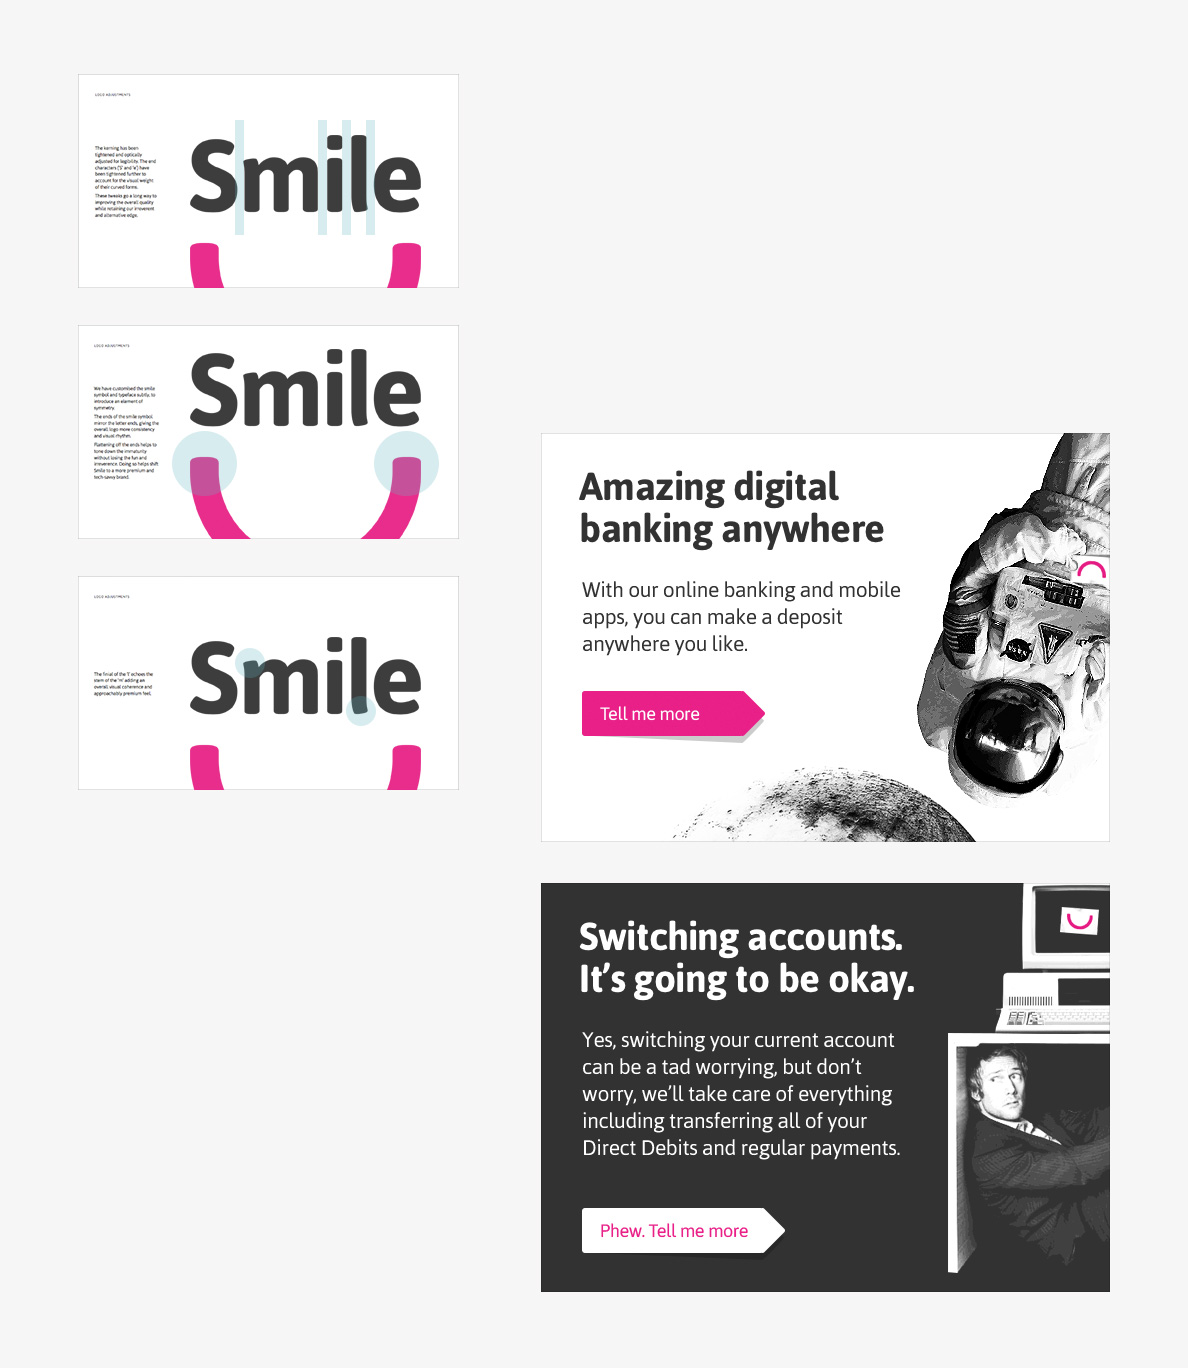 LOGO ADJUSTMENTS
The kerning has been
tightened and optically
adjusted for legibility. The end
characters ('S' and 'e') have
been tightened further to
account for the visual weight
of their curved forms.
These tweaks go a long way to
improving the overall quality
while retaining our irreverent
and alternative edge.
Smile
LOGO ADJUSTMENTS
We have customised the smile
symbol and typeface subtly, to
introduce an element of
symmetry.
The ends of the smile symbol
mirror the letter ends, giving the
overall logo more consistency
and visual rhythm.
Flattening off the ends helps to
tone down the immaturity
without losing the fun and
irreverence. Doing so helps shift
Smile to a more premium and
tech-savvy brand.
Smile
LOGO ADJUSTMENTS
The finial of the 'l' echoes the
stem of the 'm' adding an
overall visual coherence and
approachably premium feel.
Smile
Amazing digital
banking anywhere
With our online banking and mobile
apps, you can make a deposit
anywhere you like.
Tell me more
Switching accounts.
It's going to be okay.
Yes, switching your current account
can be a tad worrying, but don't
worry, we'll take care of everything
including transferring all of your
Direct Debits and regular payments.
Phew. Tell me more